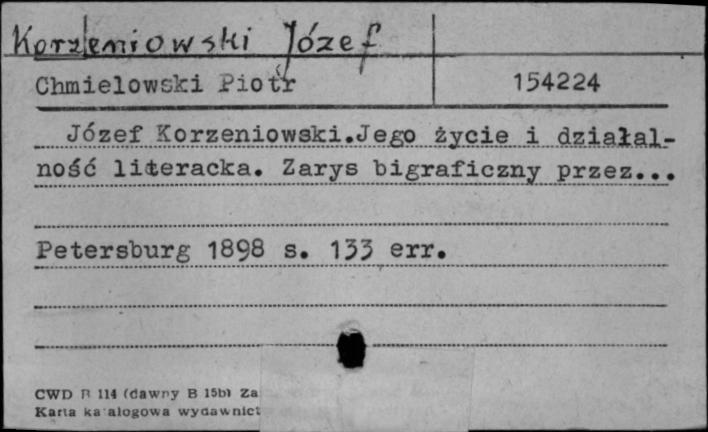 Korzeniowski Józef
Chmielowski Piotr 154224
Józef Korzeniowski.Jego życie i działal-
ność literacka. Zarys bigraficzny przez...
Petersburg 1898 s. 133 err.
CWD B 114 (dawny B 15b) Za
Karta katalogowa wydawnict